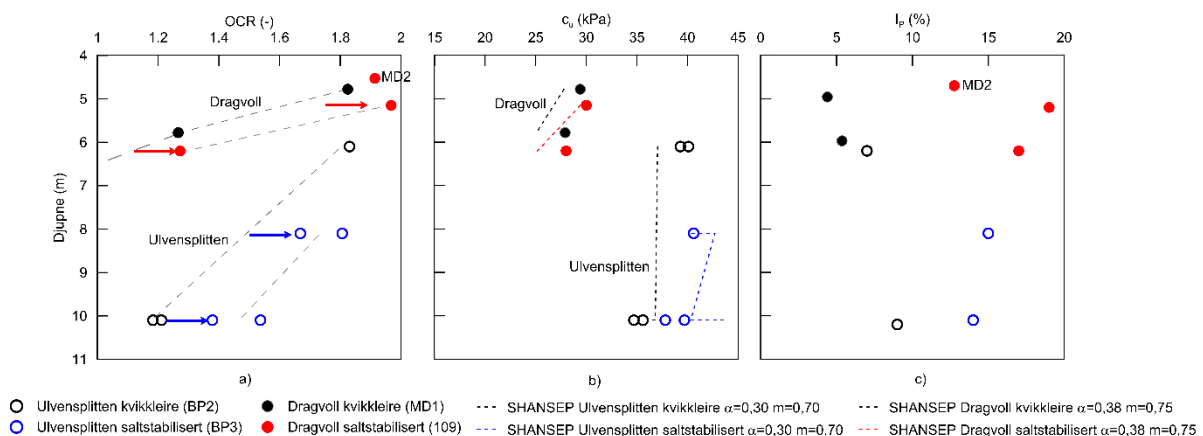 OCR (-)
cᵤ (kPa)
Iₚ (%)
1 1.2 1.4 1.6 1.8 2
15 20 25 30 35 40 45
0 5 10 15 20
4
5
6
7
8
9
10
11
Djupne (m)
MD2
Dragvoll
Ulvensplitten
Dragvoll
Ulvensplitten
MD2
a)
b)
c)
Ulvensplitten kvikkleire (BP2)
Dragvoll kvikkleire (MD1)
SHANSEP Ulvensplitten kvikkleire α=0,30 m=0,70
SHANSEP Dragvoll kvikkleire α=0,38 m=0,75
Ulvensplitten saltstabilisert (BP3)
Dragvoll saltstabilisert (109)
SHANSEP Ulvensplitten saltstabilisert α=0,30 m=0,70
SHANSEP Dragvoll saltstabilisert α=0,38 m=0,75